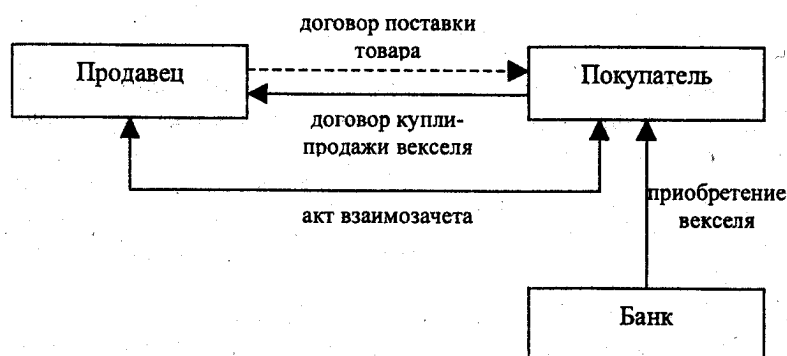 договор поставки
товара
Продавец
Покупатель
договор купли-
продажи векселя
приобретение
векселя
акт взаимозачета
Банк